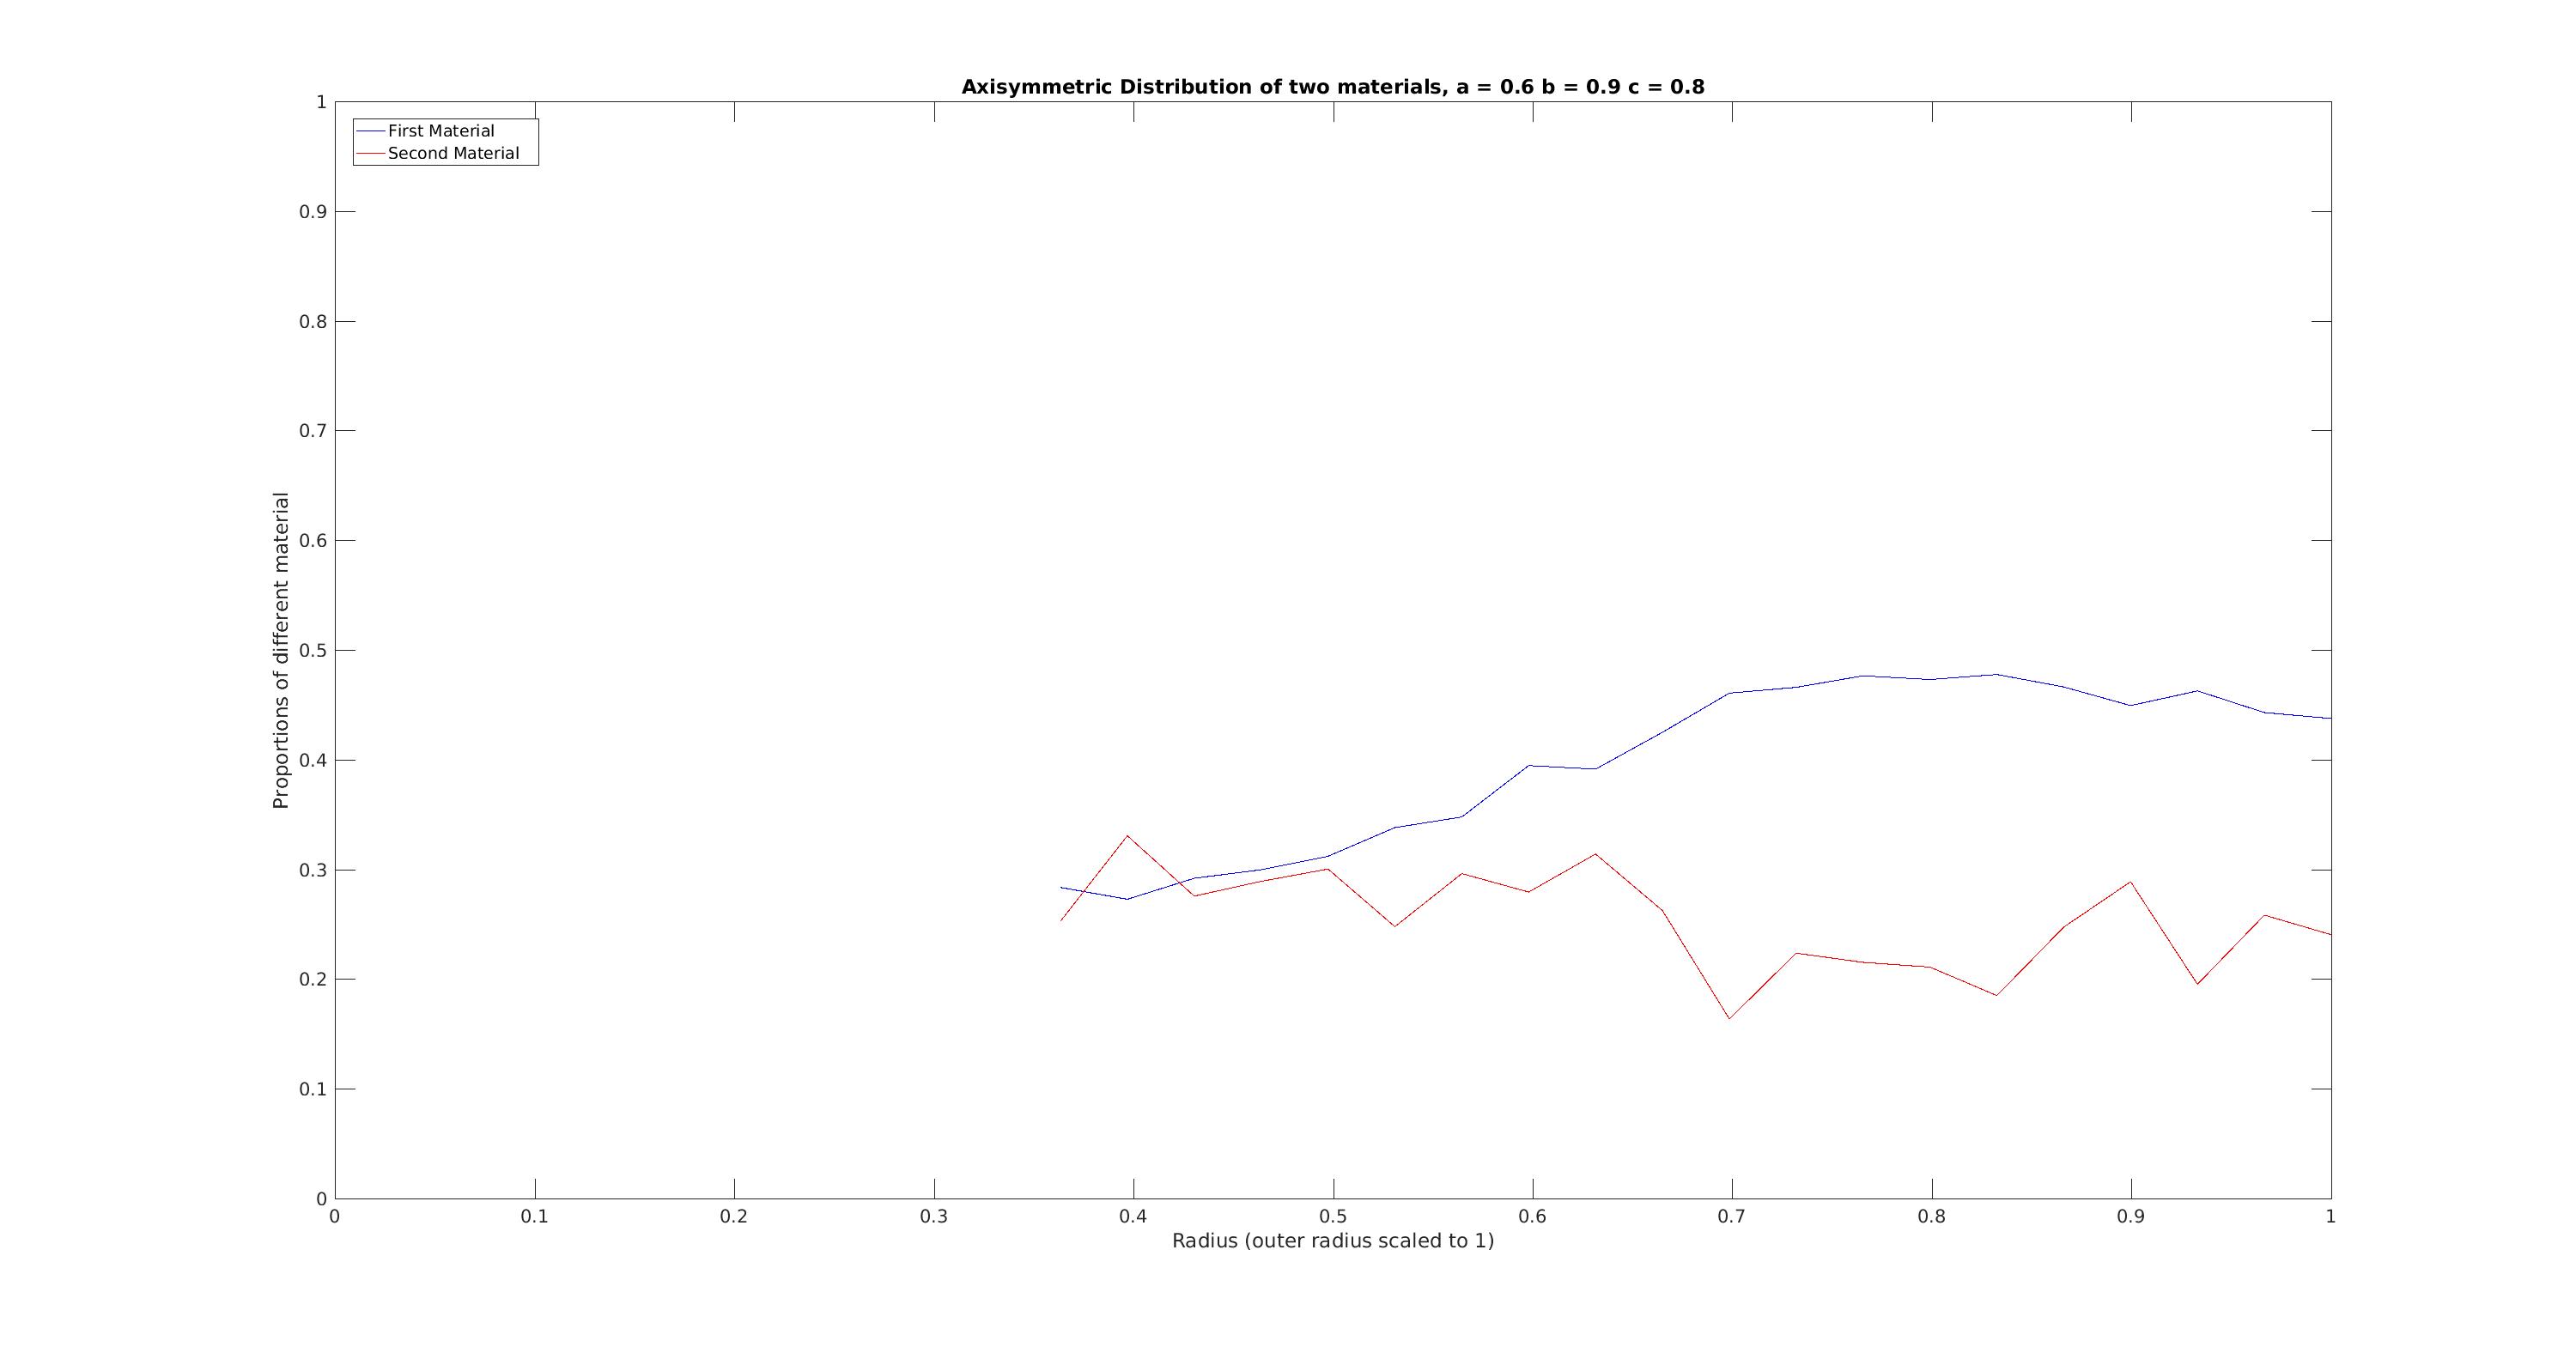 Axisymmetric Distribution of two materials, a = 0.6 b = 0.9 c = 0.8
First Material
Second Material
Proportions of different material
1
0.9
0.8
0.7
0.6
0.5
0.4
0.3
0.2
0.1
0
0 0.1 0.2 0.3 0.4 0.5 0.6 0.7 0.8 0.9 1
Radius (outer radius scaled to 1)